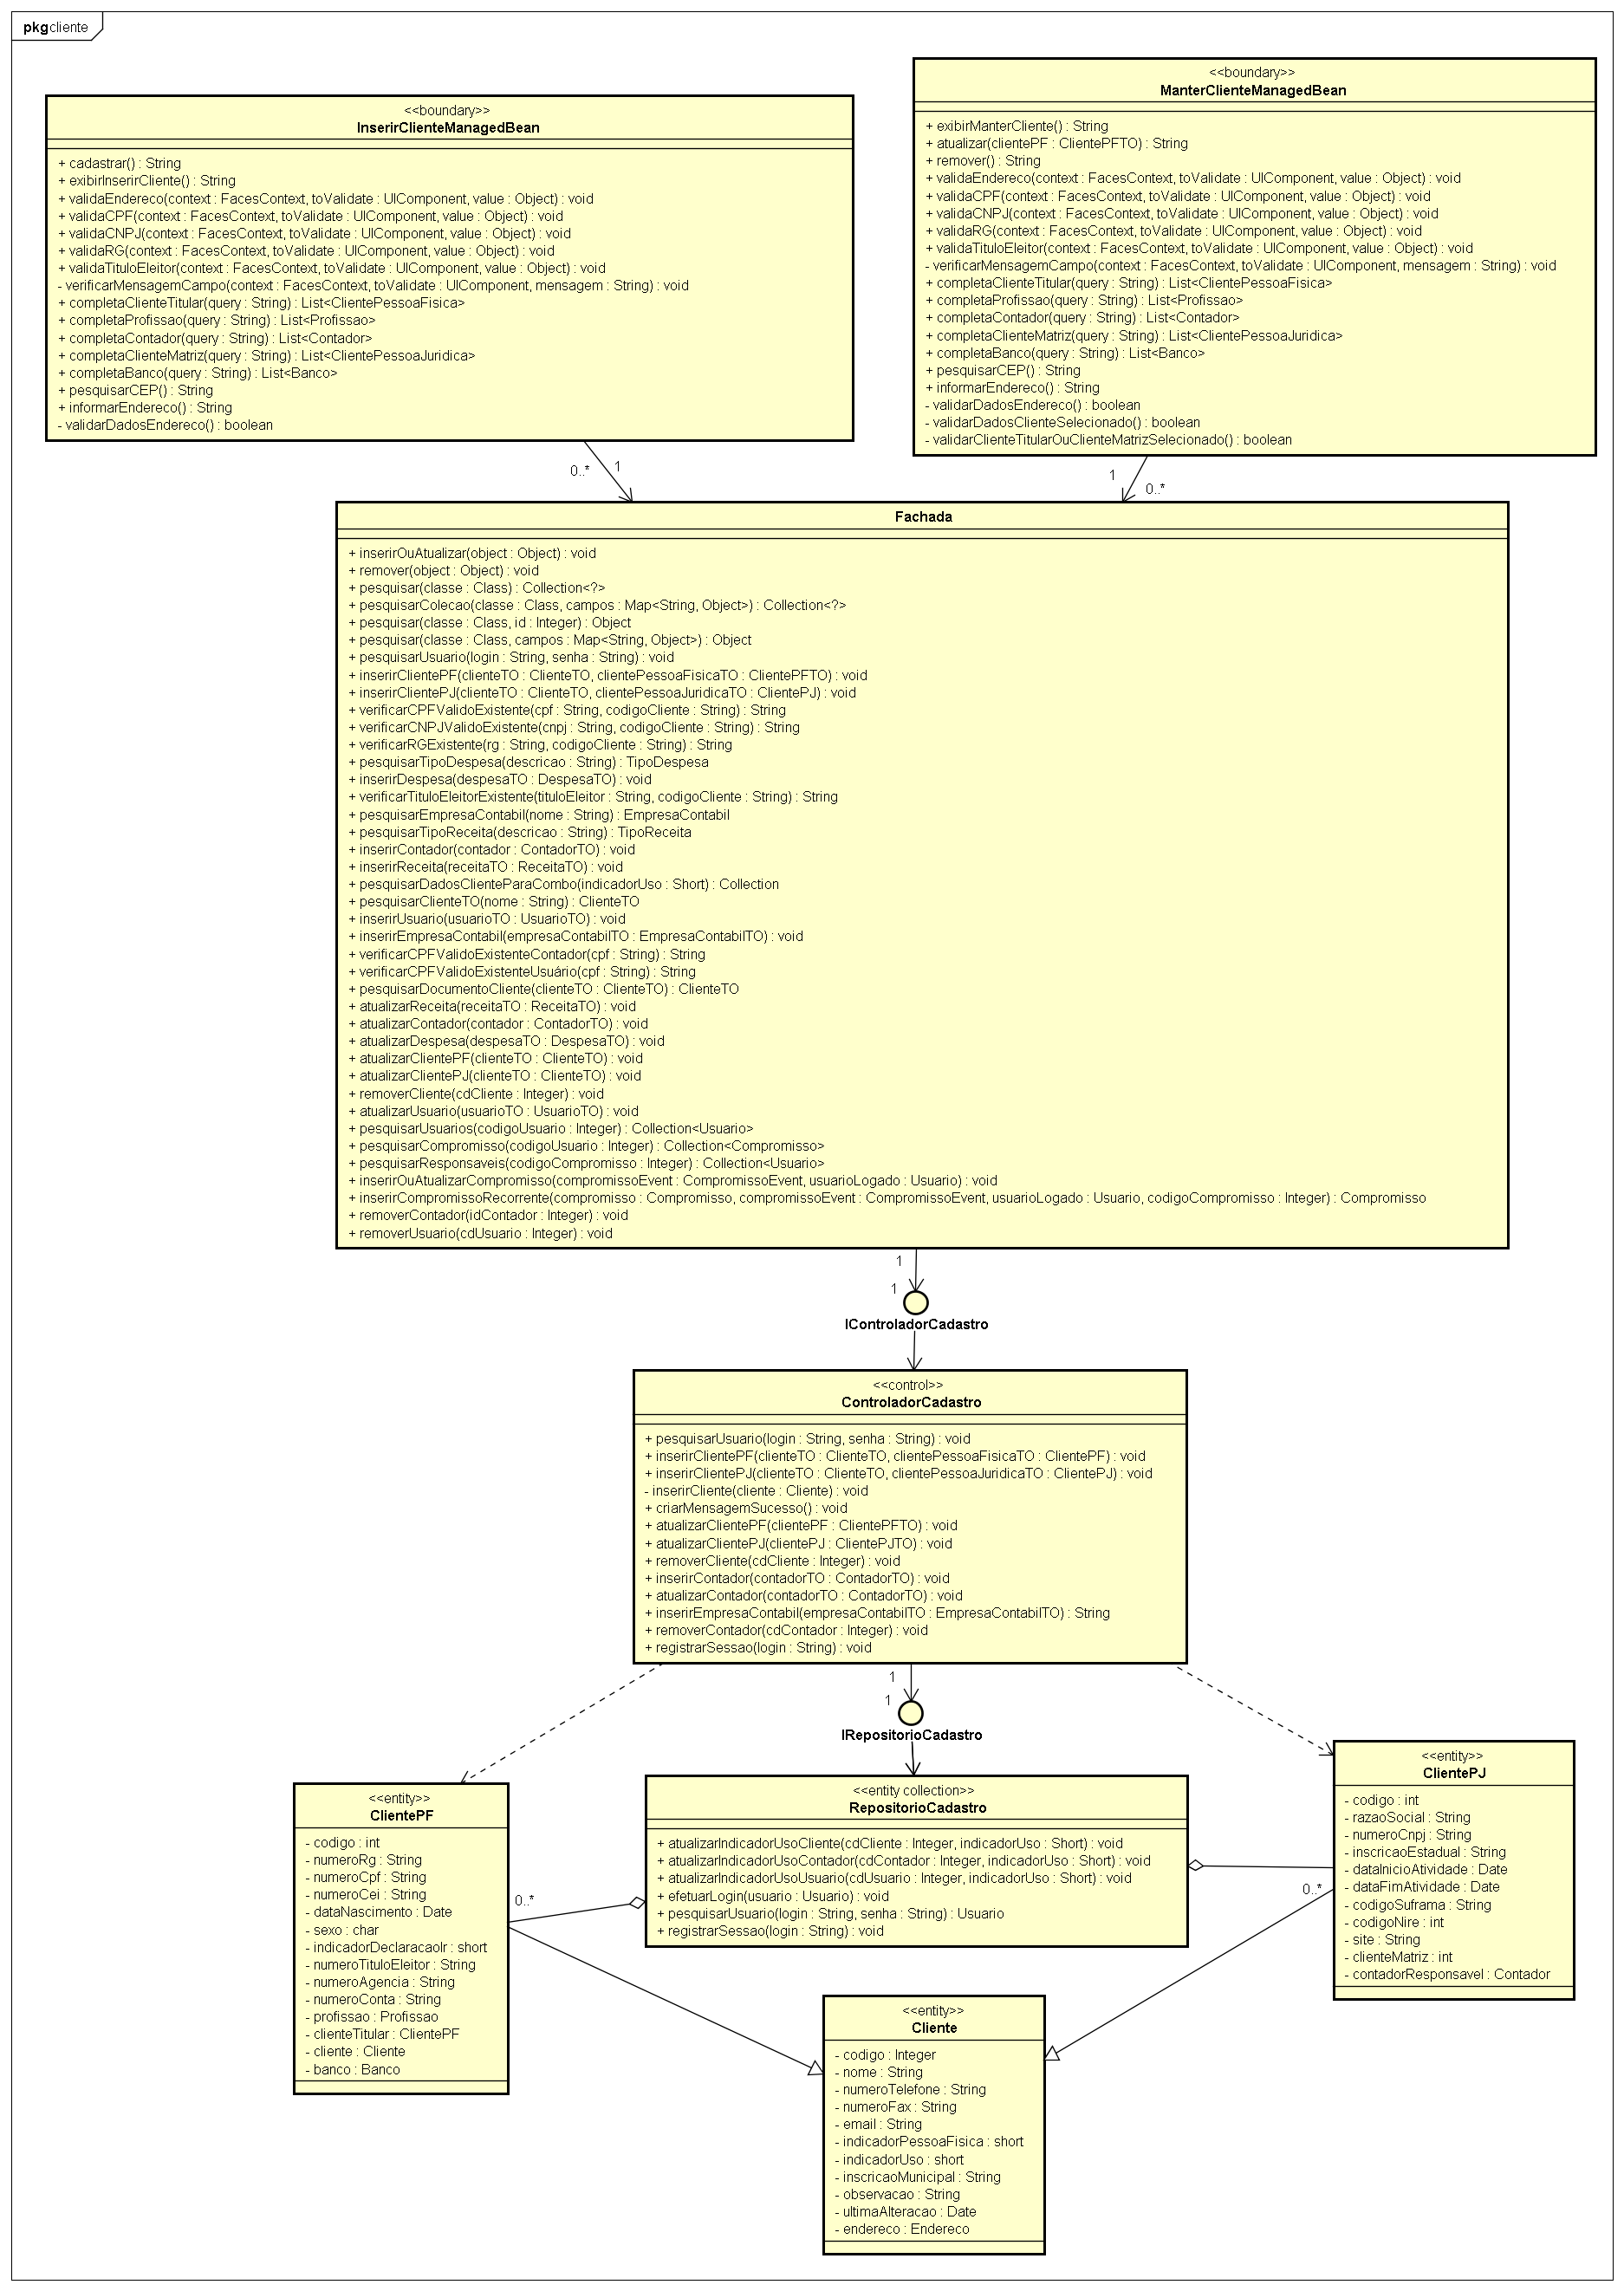 pkg cliente
<<boundary>>
InserirClienteManagedBean
+ cadastrar() : String
+ exibirInserirCliente() : String
+ validaEndereco(context : FacesContext, toValidate : UIComponent, value : Object) : void
+ validaCPF(context : FacesContext, toValidate : UIComponent, value : Object) : void
+ validaCNPJ(context : FacesContext, toValidate : UIComponent, value : Object) : void
+ validaRG(context : FacesContext, toValidate : UIComponent, value : Object) : void
+ validaTituloEleitor(context : FacesContext, toValidate : UIComponent, value : Object) : void
- verificarMensagemCampo(context : FacesContext, toValidate : UIComponent, mensagem : String) : void
+ completaClienteTitular(query : String) : List<ClientePessoaFisica>
+ completaProfissao(query : String) : List<Profissao>
+ completaContador(query : String) : List<Contador>
+ completaClienteMatriz(query : String) : List<ClientePessoaJuridica>
+ completaBanco(query : String) : List<Banco>
+ pesquisarCEP() : String
+ informarEndereco() : String
- validarDadosEndereco() : boolean
<<boundary>>
ManterClienteManagedBean
+ exibirManterCliente() : String
+ atualizar(clientePF : ClientePFTO) : String
+ remover() : String
+ validaEndereco(context : FacesContext, toValidate : UIComponent, value : Object) : void
+ validaCPF(context : FacesContext, toValidate : UIComponent, value : Object) : void
+ validaCNPJ(context : FacesContext, toValidate : UIComponent, value : Object) : void
+ validaRG(context : FacesContext, toValidate : UIComponent, value : Object) : void
+ validaTituloEleitor(context : FacesContext, toValidate : UIComponent, value : Object) : void
- verificarMensagemCampo(context : FacesContext, toValidate : UIComponent, mensagem : String) : void
+ completaClienteTitular(query : String) : List<ClientePessoaFisica>
+ completaProfissao(query : String) : List<Profissao>
+ completaContador(query : String) : List<Contador>
+ completaClienteMatriz(query : String) : List<ClientePessoaJuridica>
+ completaBanco(query : String) : List<Banco>
+ pesquisarCEP() : String
+ informarEndereco() : String
- validarDadosEndereco() : boolean
- validarDadosClienteSelecionado() : boolean
- validarClienteTitularOuClienteMatrizSelecionado() : boolean
0..* 1
1 0..*
Fachada
+ inserirOuAtualizar(object : Object) : void
+ remover(object : Object) : void
+ pesquisar(classe : Class) : Collection<?>
+ pesquisarColecao(classe : Class, campos : Map<String, Object>) : Collection<?>
+ pesquisar(classe : Class, id : Integer) : Object
+ pesquisar(classe : Class, campos : Map<String, Object>) : Object
+ pesquisarUsuario(login : String, senha : String) : void
+ inserirClientePF(clienteTO : ClienteTO, clientePessoaFisicaTO : ClientePFTO) : void
+ inserirClientePJ(clienteTO : ClienteTO, clientePessoaJuridicaTO : ClientePJ) : void
+ verificarCPFValidoExistente(cpf : String, codigoCliente : String) : String
+ verificarCNPJValidoExistente(cnpj : String, codigoCliente : String) : String
+ verificarRGExistente(rg : String, codigoCliente : String) : String
+ pesquisarTipoDespesa(descricao : String) : TipoDespesa
+ inserirDespesa(despesaTO : DespesaTO) : void
+ verificarTituloEleitorExistente(tituloEleitor : String, codigoCliente : String) : String
+ pesquisarEmpresaContabil(nome : String) : EmpresaContabil
+ pesquisarTipoReceita(descricao : String) : TipoReceita
+ inserirContador(contador : ContadorTO) : void
+ inserirReceita(receitaTO : ReceitaTO) : void
+ pesquisarDadosClienteParaCombo(indicadorUso : Short) : Collection
+ pesquisarClienteTO(nome : String) : ClienteTO
+ inserirUsuario(usuarioTO : UsuarioTO) : void
+ inserirEmpresaContabil(empresaContabilTO : EmpresaContabilTO) : void
+ verificarCPFValidoExistenteContador(cpf : String) : String
+ verificarCPFValidoExistenteUsuário(cpf : String) : String
+ pesquisarDocumentoCliente(clienteTO : ClienteTO) : ClienteTO
+ atualizarReceita(receitaTO : ReceitaTO) : void
+ atualizarContador(contador : ContadorTO) : void
+ atualizarDespesa(despesaTO : DespesaTO) : void
+ atualizarClientePF(clienteTO : ClienteTO) : void
+ atualizarClientePJ(clienteTO : ClienteTO) : void
+ removerCliente(cdCliente : Integer) : void
+ atualizarUsuario(usuarioTO : UsuarioTO) : void
+ pesquisarUsuarios(codigoUsuario : Integer) : Collection<Usuario>
+ pesquisarCompromisso(codigoUsuario : Integer) : Collection<Compromisso>
+ pesquisarResponsaveis(codigoCompromisso : Integer) : Collection<Usuario>
+ inserirOuAtualizarCompromisso(compromissoEvent : CompromissoEvent, usuarioLogado : Usuario) : void
+ inserirCompromissoRecorrente(compromisso : Compromisso, compromissoEvent : CompromissoEvent, usuarioLogado : Usuario, codigoCompromisso : Integer) : Compromisso
+ removerContador(idContador : Integer) : void
+ removerUsuario(cdUsuario : Integer) : void
1
1
IControladorCadastro
<<control>>
ControladorCadastro
+ pesquisarUsuario(login : String, senha : String) : void
+ inserirClientePF(clienteTO : ClienteTO, clientePessoaFisicaTO : ClientePF) : void
+ inserirClientePJ(clienteTO : ClienteTO, clientePessoaJuridicaTO : ClientePJ) : void
- inserirCliente(cliente : Cliente) : void
+ criarMensagemSucesso() : void
+ atualizarClientePF(clientePF : ClientePFTO) : void
+ atualizarClientePJ(clientePJ : ClientePJTO) : void
+ removerCliente(cdCliente : Integer) : void
+ inserirContador(contadorTO : ContadorTO) : void
+ atualizarContador(contadorTO : ContadorTO) : void
+ inserirEmpresaContabil(empresaContabilTO : EmpresaContabilTO) : String
+ removerContador(cdContador : Integer) : void
+ registrarSessao(login : String) : void
1
1
IRepositorioCadastro
<<entity>>
ClientePF
- codigo : int
- numeroRg : String
- numeroCpf : String
- numeroCei : String
- dataNascimento : Date
- sexo : char
- indicadorDeclaracaoIr : short
- numeroTituloEleitor : String
- numeroAgencia : String
- numeroConta : String
- profissao : Profissao
- clienteTitular : ClientePF
- cliente : Cliente
- banco : Banco
0..*
<<entity collection>>
RepositorioCadastro
+ atualizarIndicadorUsoCliente(cdCliente : Integer, indicadorUso : Short) : void
+ atualizarIndicadorUsoContador(cdContador : Integer, indicadorUso : Short) : void
+ atualizarIndicadorUsoUsuario(cdUsuario : Integer, indicadorUso : Short) : void
+ efetuarLogin(usuario : Usuario) : void
+ pesquisarUsuario(login : String, senha : String) : Usuario
+ registrarSessao(login : String) : void
0..*
<<entity>>
ClientePJ
- codigo : int
- razaoSocial : String
- numeroCnpj : String
- inscricaoEstadual : String
- dataInicioAtividade : Date
- dataFimAtividade : Date
- codigoSuframa : String
- codigoNire : int
- site : String
- clienteMatriz : int
- contadorResponsavel : Contador
<<entity>>
Cliente
- codigo : Integer
- nome : String
- numeroTelefone : String
- numeroFax : String
- email : String
- indicadorPessoaFisica : short
- indicadorUso : short
- inscricaoMunicipal : String
- observacao : String
- ultimaAlteracao : Date
- endereco : Endereco